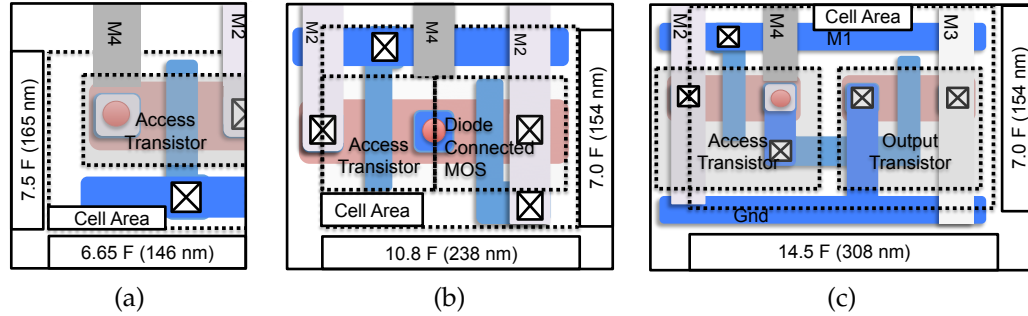 M4
M2
7.5 F (165 nm)
Access
Transistor
Cell Area
6.65 F (146 nm)
(a)
M2
M4
M2
7.0 F (154 nm)
Access
Transistor
Diode
Connected
MOS
Cell Area
10.8 F (238 nm)
(b)
M2
M4
Cell Area
M1
M3
7.0 F (154 nm)
Access
Transistor
Output
Transistor
Gnd
14.5 F (308 nm)
(c)